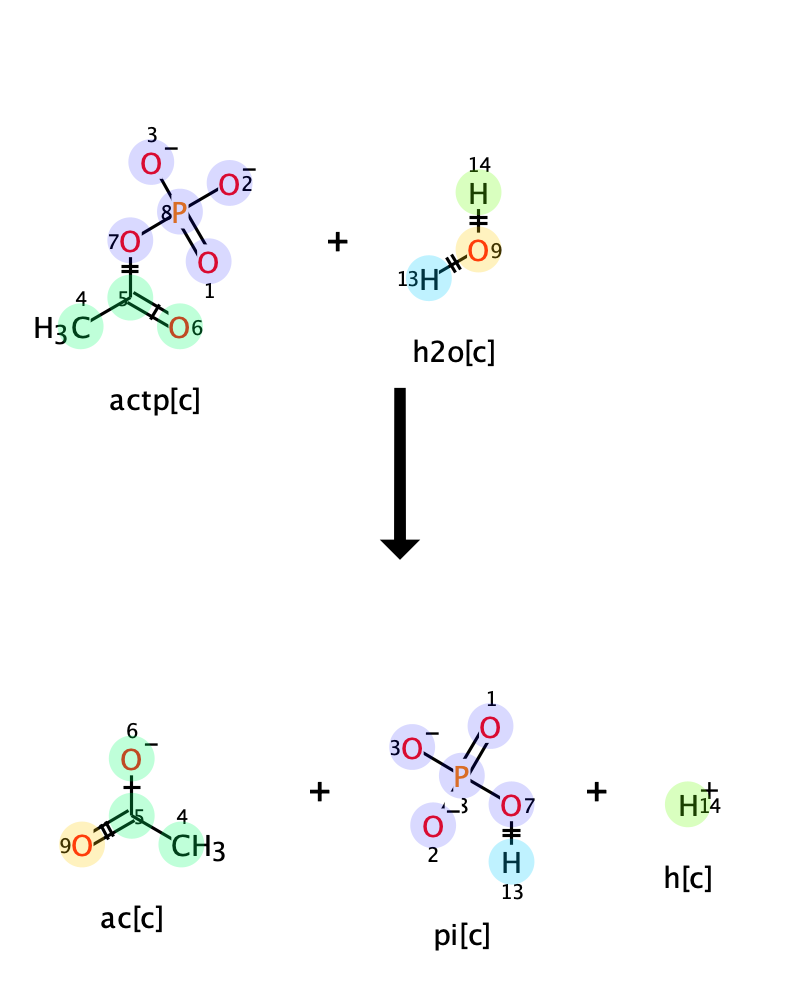 3
O −
14
H
8 P
O 2 −
7 O
+
O 9
O
1
13 H
4
5
H3C
O 6
h2o[c]
actp[c]
1
O
6
O −
3 O −
P
+
+
H + 14
5
4
O −
2
O 7
9 O
CH3
H
13
h[c]
ac[c]
pi[c]